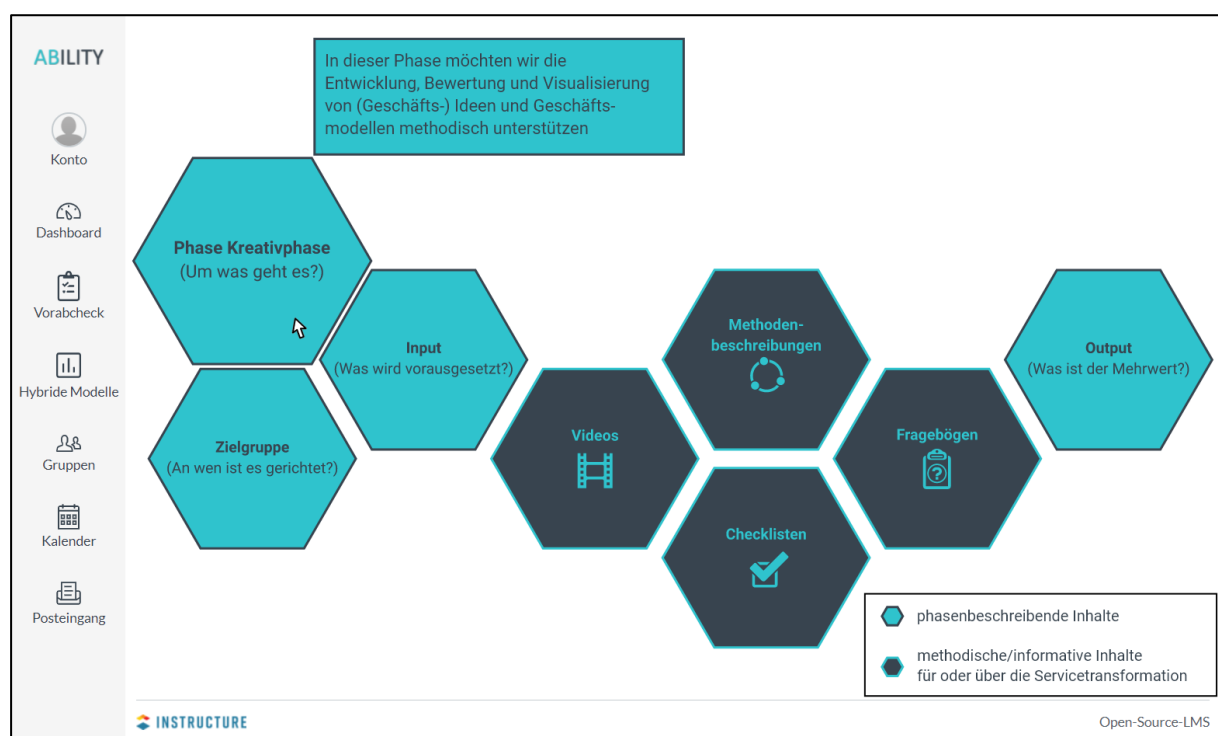 ABILITY
Konto
Dashboard
Vorabcheck
Hybride Modelle
Gruppen
Kalender
Posteingang
In dieser Phase möchten wir die
Entwicklung, Bewertung und Visualisierung
von (Geschäfts-) Ideen und Geschäfts-
modellen methodisch unterstützen
Phase Kreativphase
(Um was geht es?)
Input
(Was wird vorausgesetzt?)
Zielgruppe
(An wen ist es gerichtet?)
Videos
Methoden-
beschreibungen
Checklisten
Fragebögen
Output
(Was ist der Mehrwert?)
phasenbeschreibende Inhalte
methodische/informative Inhalte
für oder über die Servicetransformation
INSTRUCTURE
Open-Source-LMS